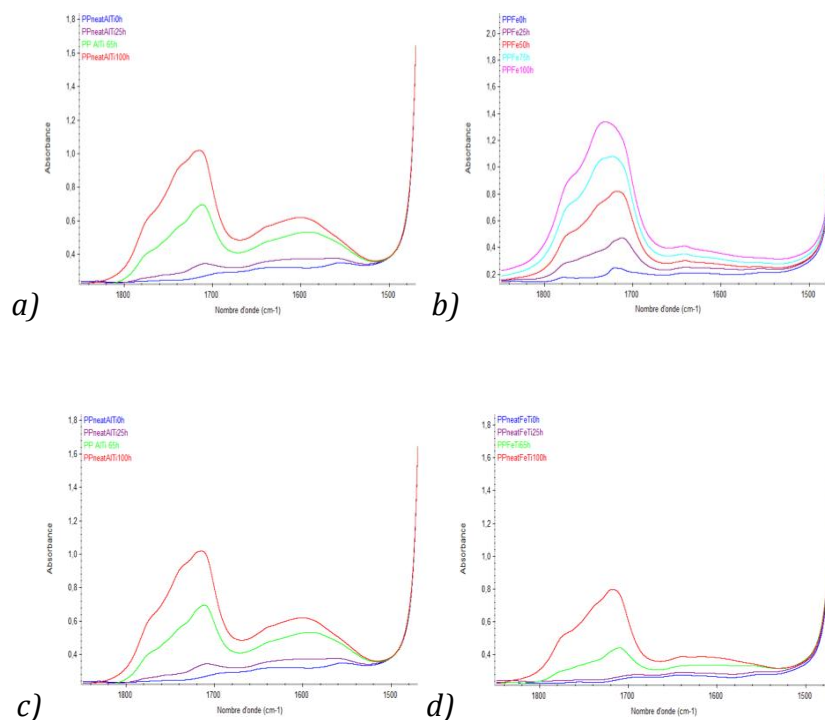 PPneatAlTi0h
PPneatAlTi25h
PP AlTi 65h
PPneatAlTi100h
1,8
1,6
1,4
1,2
1,0
0,8
0,6
0,4
Absorbance
1800
1700
1600
1500
Nombre d'onde (cm-1)
a)
PPFe0h
PPFe25h
PPFe50h
PPFe75h
PPFe100h
2,0
1,8
1,6
1,4
1,2
1,0
0,8
0,6
0,4
0,2
Absorbance
1800
1700
1600
1500
Nombre d'onde (cm-1)
b)
PPneatAlTi0h
PPneatAlTi25h
PP AlTi 65h
PPneatAlTi100h
1,8
1,6
1,4
1,2
1,0
0,8
0,6
0,4
Absorbance
1800
1700
1600
1500
Nombre d'onde (cm-1)
c)
PPneatFeTi0h
PPneatFeTi25h
PPFeTi65h
PPneatFeTi100h
1,8
1,6
1,4
1,2
1,0
0,8
0,6
0,4
Absorbance
1800
1700
1600
1500
Nombre d'onde (cm-1)
d)